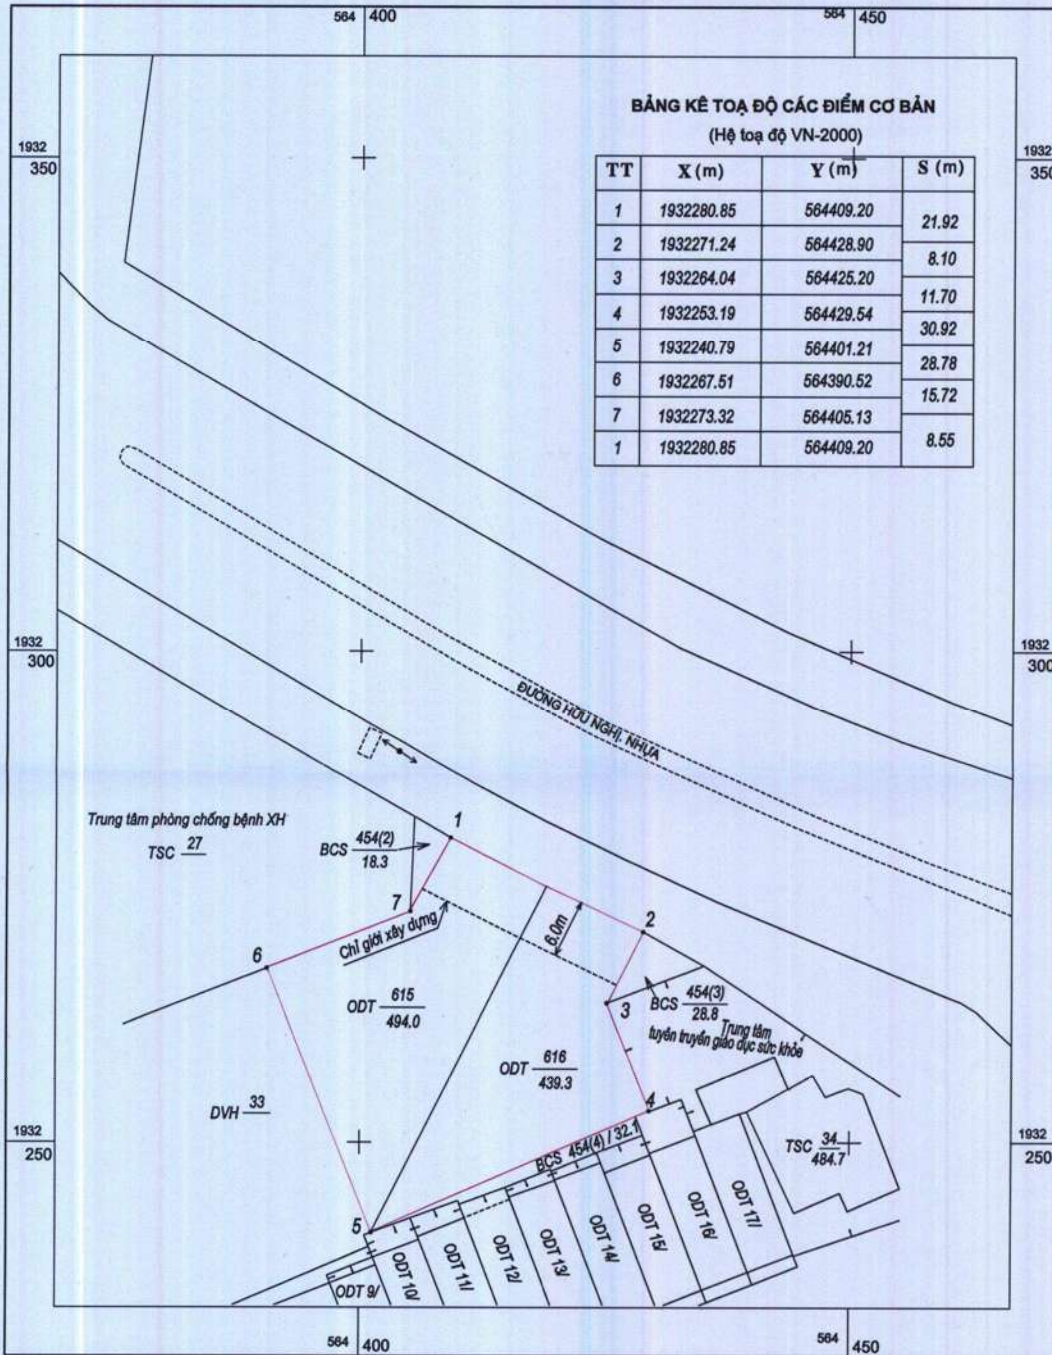 564 400
564 450
BẢNG KÊ TOẠ ĐỘ CÁC ĐIỂM CƠ BẢN
(Hệ toạ độ VN-2000)
1932
350
1932
350
TT X (m) Y (m) S (m)
1 1932280.85 564409.20
21.92
2 1932271.24 564428.90
8.10
3 1932264.04 564425.20
11.70
4 1932253.19 564429.54
30.92
5 1932240.79 564401.21
28.78
6 1932267.51 564390.52
15.72
7 1932273.32 564405.13
8.55
1 1932280.85 564409.20
1932
300
1932
300
ĐƯỜNG HỮU NGHỊ, NHỰA
Trung tâm phòng chống bệnh XH
TSC 27
BCS 454(2)
18.3
1
7
2
6.0m
Chỉ giới xây dựng
6
ODT 615
494.0
3
BCS 454(3)
28.8
Trung tâm
tuyên truyền giáo dục sức khỏe
ODT 616
439.3
DVH 33
4
1932
250
1932
250
BCS 454(4) / 32.1
TSC 34
484.7
5
ODT 9/
ODT 10/
ODT 11/
ODT 12/
ODT 13/
ODT 14/
ODT 15/
ODT 16/
ODT 17/
564 400
564 450